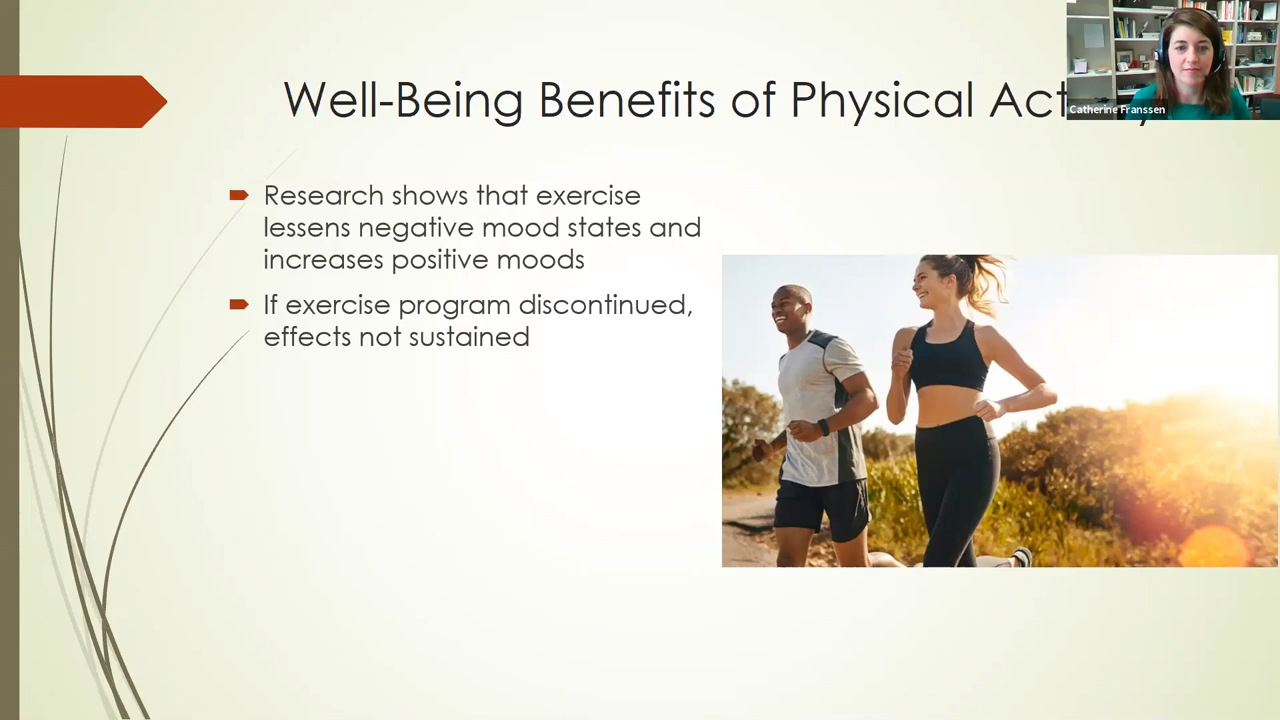 Well-Being Benefits of Physical
Catherine Franssen
Research shows that exercise
lessens negative mood states and
increases positive moods
If exercise program discontinued,
effects not sustained